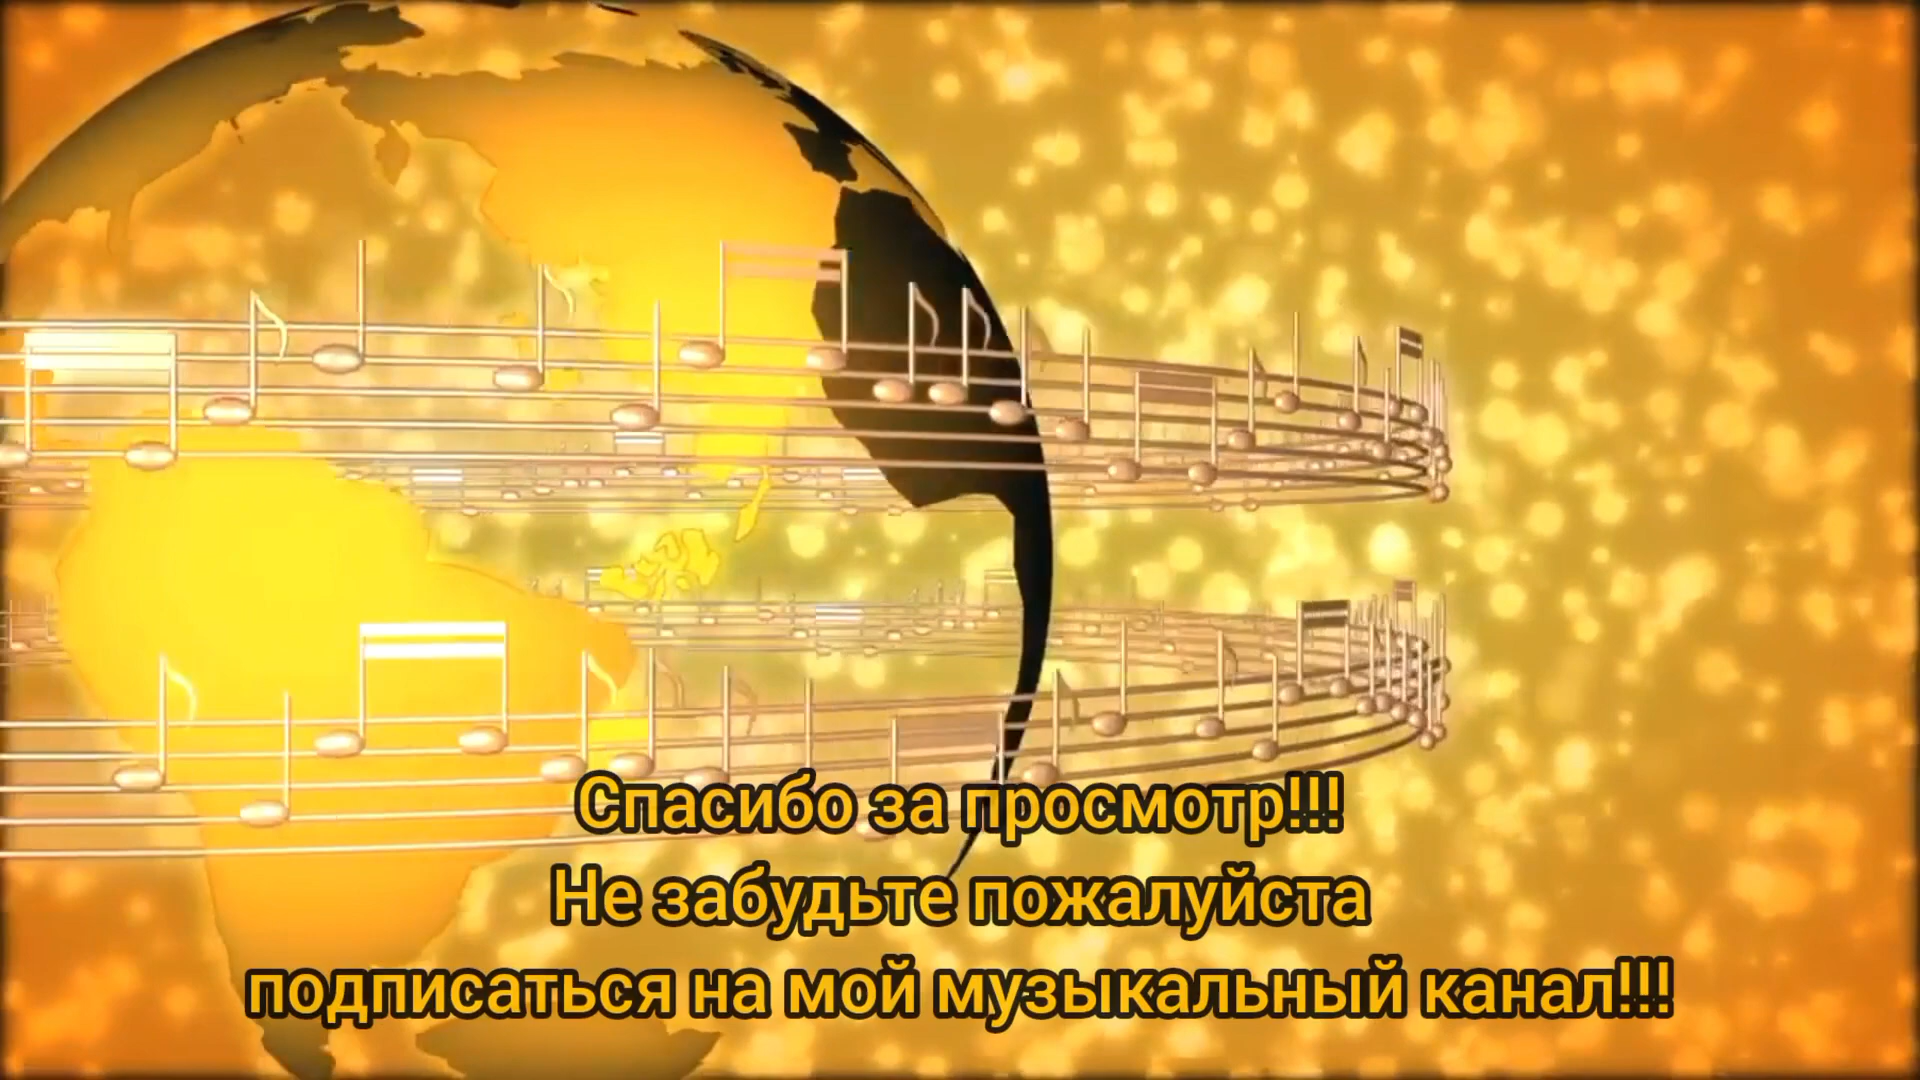 Спасибо за просмотр!!!
Не забудьте пожалуйста
подписаться на мой музыкальный канал!!!